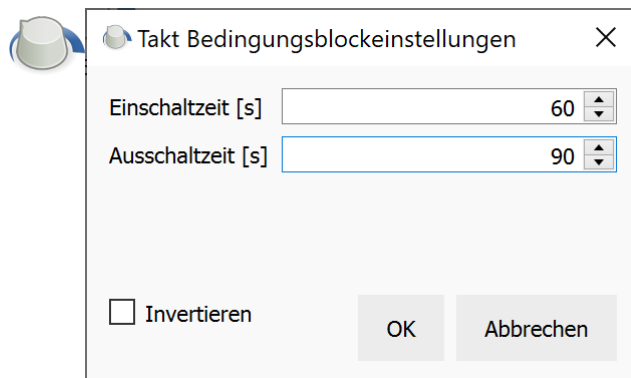 Takt Bedingungsblockeinstellungen
Einschaltzeit [s] 60
Ausschaltzeit [s] 90
Invertieren OK Abbrechen